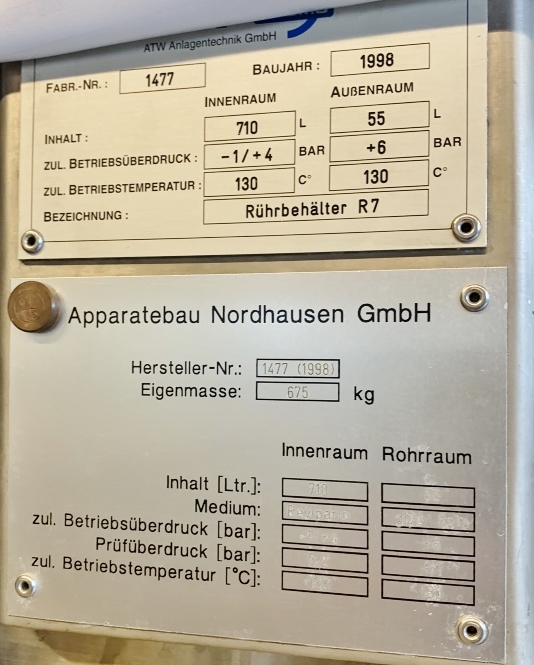 ATW Anlagentechnik GmbH
FABR.-NR.: 1477 BAUJAHR: 1998
INNENRAUM AUßENRAUM
INHALT: 710 L 55 L
ZUL. BETRIEBSÜBERDRUCK: -1/+4 BAR +6 BAR
ZUL. BETRIEBSTEMPERATUR: 130 C° 130 C°
BEZEICHNUNG: Rührbehälter R7
Apparatebau Nordhausen GmbH
Hersteller-Nr.: 1477 (1998)
Eigenmasse: 675 kg
Innenraum Rohrraum
Inhalt [Ltr.]: 710
Medium:
zul. Betriebsüberdruck [bar]:
Prüfüberdruck [bar]:
zul. Betriebstemperatur [°C]: